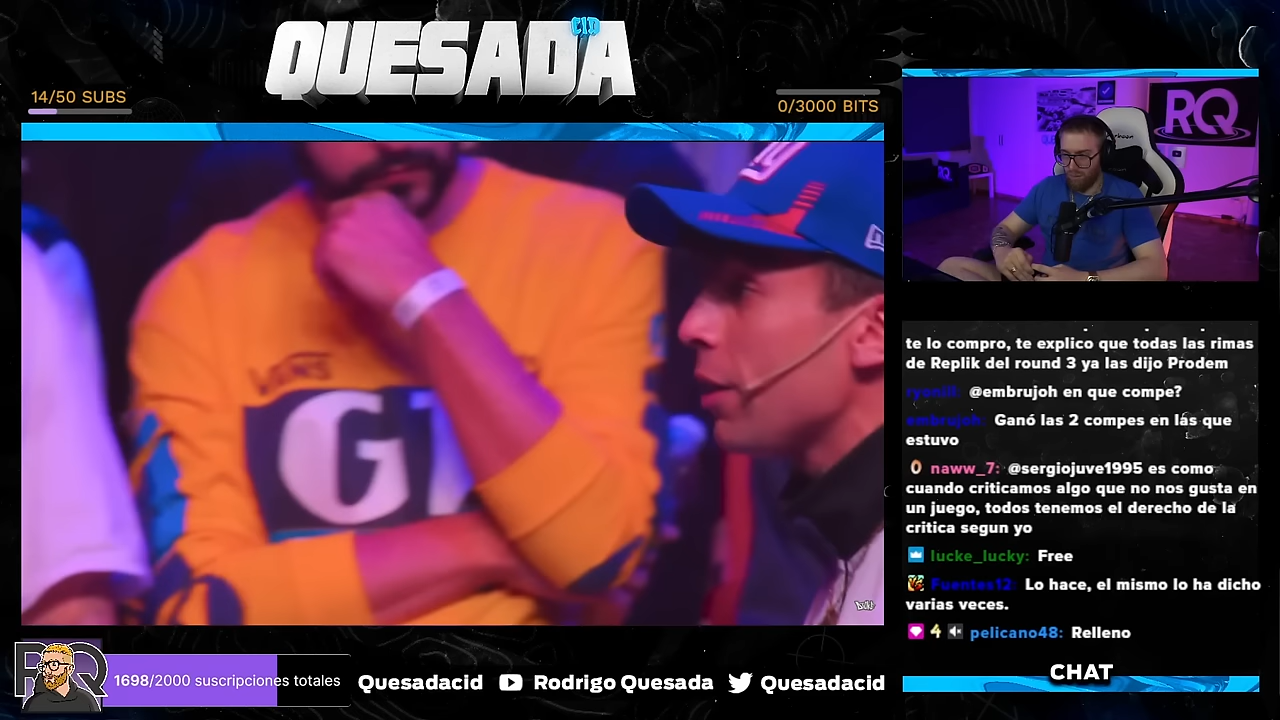 QUESADA
CID
14/50 SUBS
0/3000 BITS
RQ
VENS
G
te lo compro, te explico que todas las rimas
de Replik del round 3 ya las dijo Prodem
@embrujoh en que compe?
embrujoh: Ganó las 2 compes en las que
estuvo
naww_7: @sergiojuve1995 es como
cuando criticamos algo que no nos gusta en
un juego, todos tenemos el derecho de la
critica segun yo
lucke_lucky: Free
Fuentes12: Lo hace, el mismo lo ha dicho
varias veces.
4 pelicano48: Relleno
CHAT
RQ
1698/2000 suscripciones totales
Quesadacid
Rodrigo Quesada
Quesadacid